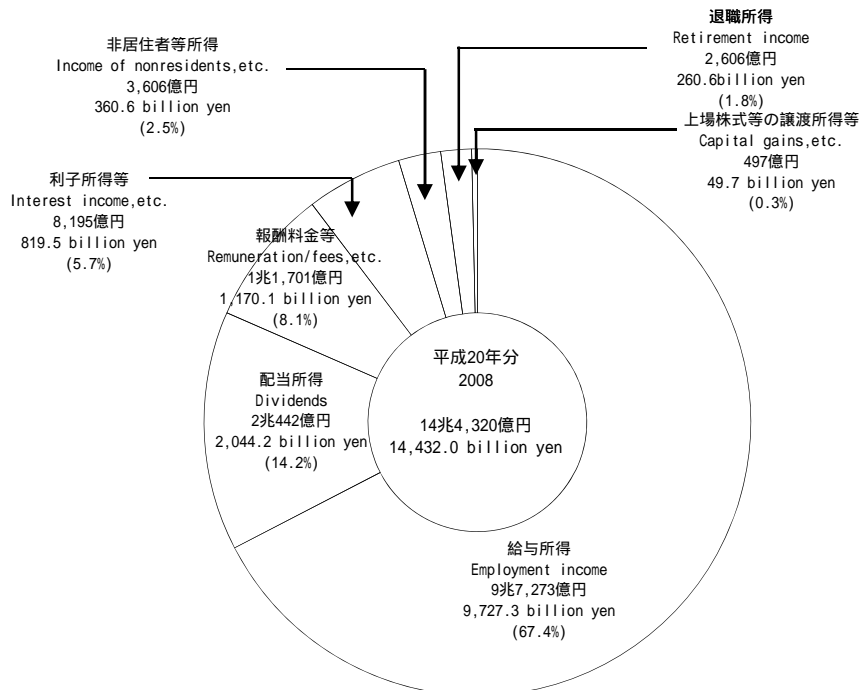 退職所得
Retirement income
2,606億円
260.6billion yen
(1.8%)
非居住者等所得
Income of nonresidents,etc.
3,606億円
360.6 billion yen
(2.5%)
上場株式等の譲渡所得等
Capital gains,etc.
497億円
49.7 billion yen
(0.3%)
利子所得等
Interest income,etc.
8,195億円
819.5 billion yen
(5.7%)
報酬料金等
Remuneration/fees,etc.
1兆1,701億円
1,170.1 billion yen
(8.1%)
平成20年分
2008
14兆4,320億円
14,432.0 billion yen
配当所得
Dividends
2兆442億円
2,044.2 billion yen
(14.2%)
給与所得
Employment income
9兆7,273億円
9,727.3 billion yen
(67.4%)